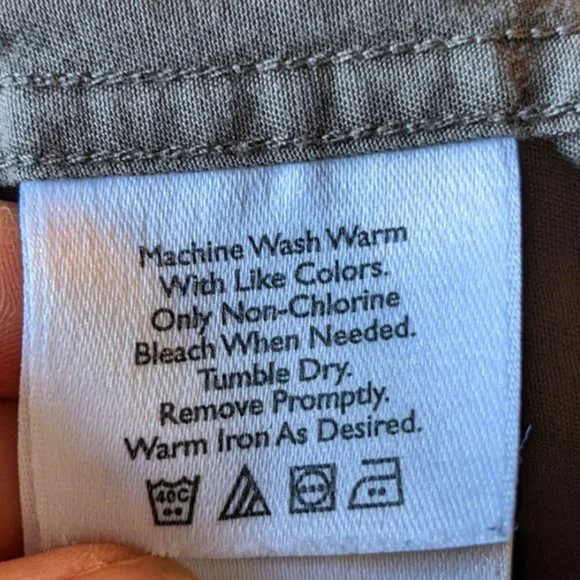 Machine Wash Warm
With Like Colors.
Only Non-Chlorine
Bleach When Needed.
Tumble Dry.
Remove Promptly.
Warm Iron As Desired.
40C